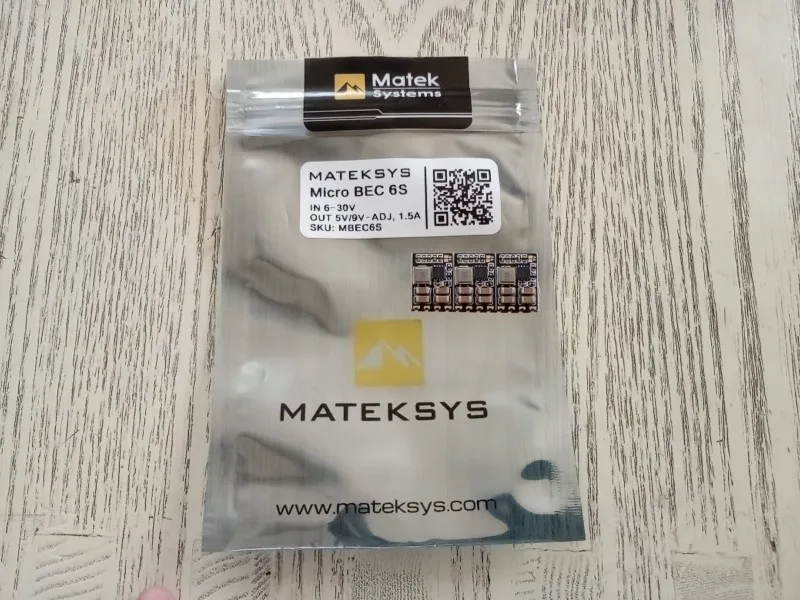 Matek
Systems
MATEKSYS
Micro BEC 6S
IN 6-30V
OUT 5V/9V-ADJ, 1.5A
SKU: MBEC6S
MATEKSYS
www.mateksys.com